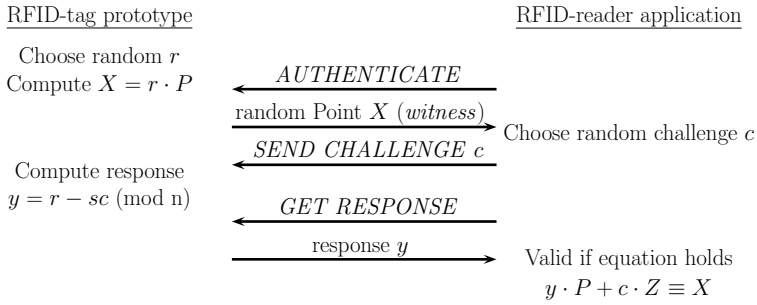 RFID-tag prototype
RFID-reader application
Choose random r
Compute X = r · P
AUTHENTICATE
random Point X (witness)
Choose random challenge c
SEND CHALLENGE c
Compute response
y = r − sc (mod n)
GET RESPONSE
response y
Valid if equation holds
y · P + c · Z ≡ X